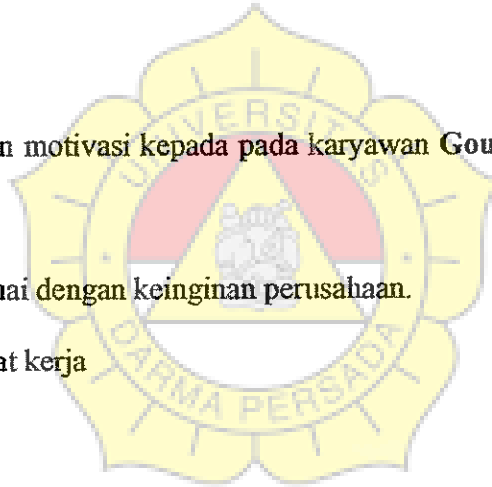 UNIVERSITAS
n motivasi kepada pada karyawan Gou
nai dengan keinginan perusahaan.
at kerja
DARMA PERSADA